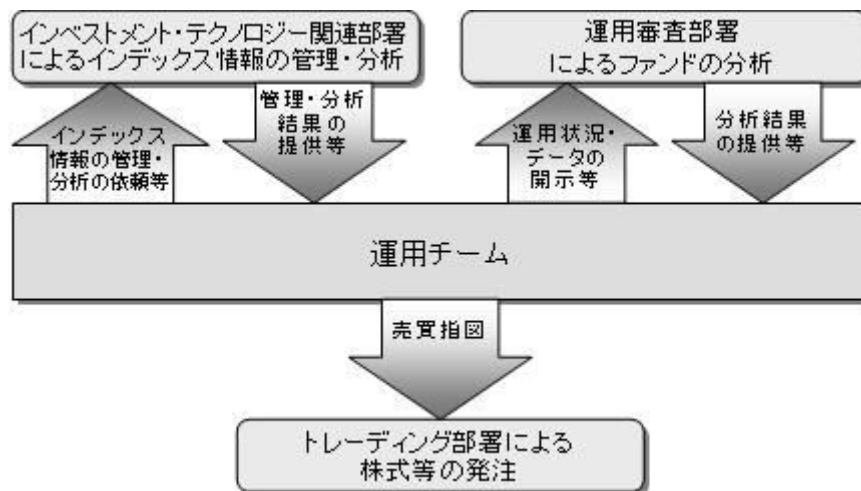 インベストメント・テクノロジー関連部署
によるインデックス情報の管理・分析
運用審査部署
によるファンドの分析
インデックス
情報の管理・
分析の依頼等
管理・分析
結果の
提供等
運用状況・
データの
開示等
分析結果
の提供等
運用チーム
売買指図
トレーディング部署による
株式等の発注